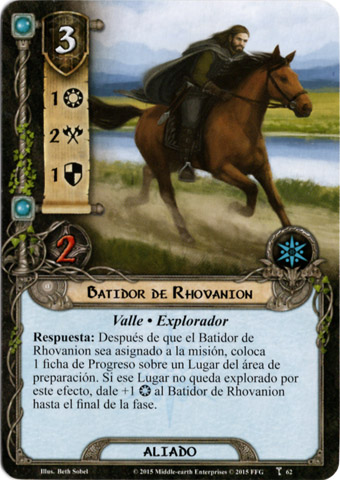 3
1
2
1
2
Batidor de Rhovanion
Valle • Explorador
Respuesta: Después de que el Batidor de
Rhovanion sea asignado a la misión, coloca
1 ficha de Progreso sobre un Lugar del área de
preparación. Si ese Lugar no queda explorado por
este efecto, dale +1 al Batidor de Rhovanion
hasta el final de la fase.
ALIADO
Illus. Beth Sobel
© 2015 Middle-earth Enterprises © 2015 FFG
62